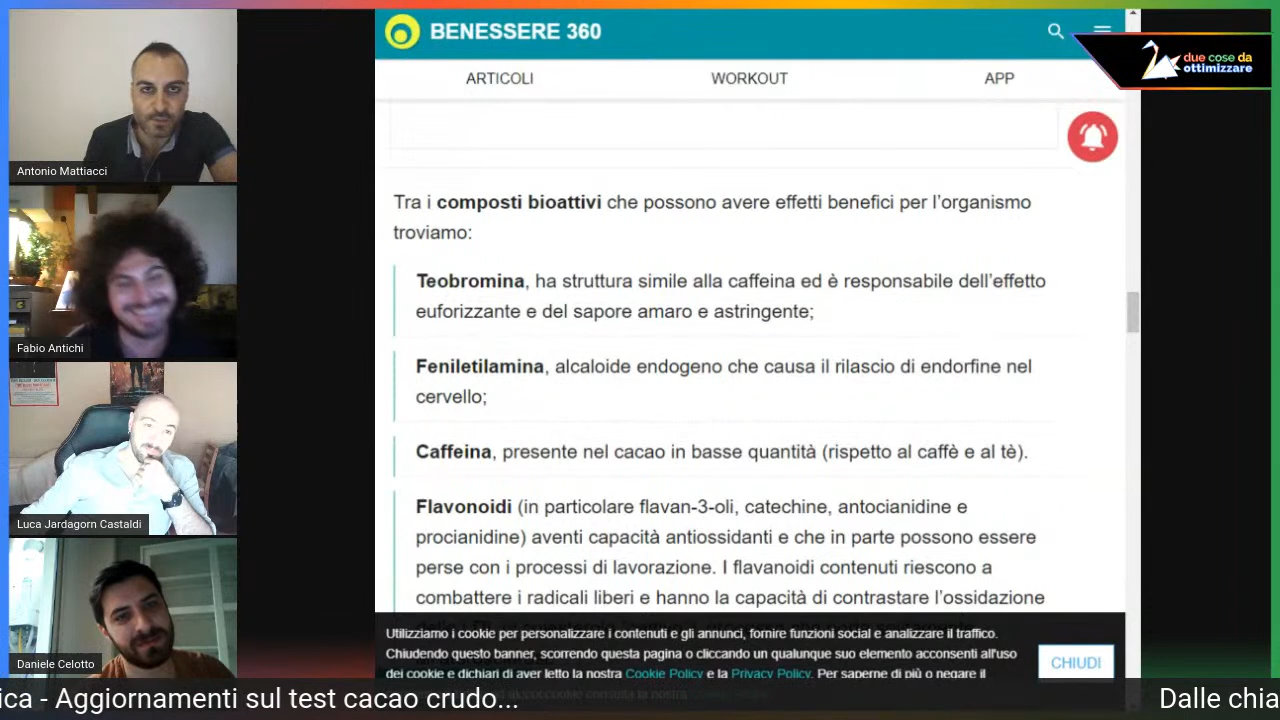 BENESSERE 360
due cose da
ottimizzare
ARTICOLI
WORKOUT
APP
Antonio Mattiacci
Fabio Antichi
Luca Jardagorn Castaldi
Daniele Celotto
Tra i composti bioattivi che possono avere effetti benefici per l’organismo
troviamo:
Teobromina, ha struttura simile alla caffeina ed è responsabile dell’effetto
euforizzante e del sapore amaro e astringente;
Feniletilamina, alcaloide endogeno che causa il rilascio di endorfine nel
cervello;
Caffeina, presente nel cacao in basse quantità (rispetto al caffè e al tè).
Flavonoidi (in particolare flavan-3-oli, catechine, antocianidine e
procianidine) aventi capacità antiossidanti e che in parte possono essere
perse con i processi di lavorazione. I flavanoidi contenuti riescono a
combattere i radicali liberi e hanno la capacità di contrastare l’ossidazione
Utilizziamo i cookie per personalizzare i contenuti e gli annunci, fornire funzioni social e analizzare il traffico.
Chiudendo questo banner, scorrendo questa pagina o cliccando un qualunque suo elemento acconsenti all'uso
dei cookie e dichiari di aver letto la nostra Cookie Policy e la Privacy Policy. Per saperne di più o negare il
CHIUDI
ica - Aggiornamenti sul test cacao crudo...
Dalle chia